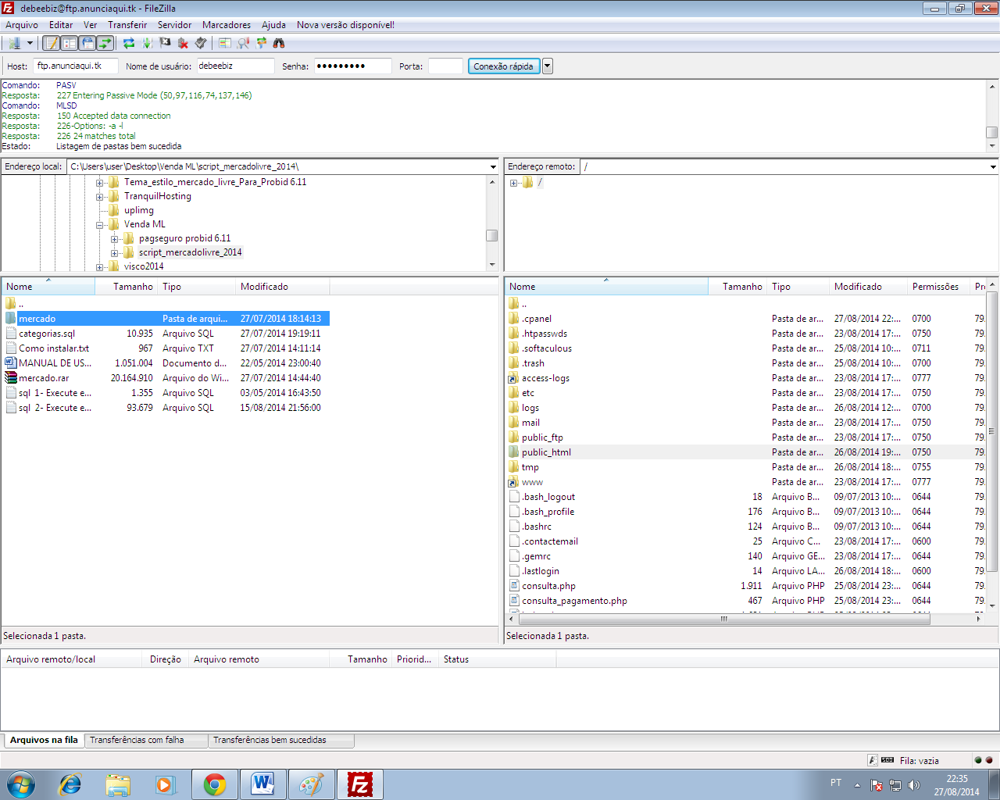 debeebiz@ftp.anunciaqui.tk - FileZilla
Arquivo Editar Ver Transferir Servidor Marcadores Ajuda Nova versão disponível!
Host: ftp.anunciaqui.tk Nome de usuário: debeebiz Senha: ●●●●●●●●● Porta: Conexão rápida
Comando: PASV
Resposta: 227 Entering Passive Mode (50,97,116,74,137,146)
Comando: MLSD
Resposta: 150 Accepted data connection
Resposta: 226-Options: -a -l
Resposta: 226 24 matches total
Estado: Listagem de pastas bem sucedida
Endereço local: C:\Users\user\Desktop\Venda ML\script_mercadolivre_2014\
Tema_estilo_mercado_livre_Para_Probid 6.11
TranquilHosting
uplimg
Venda ML
pagseguro probid 6.11
script_mercadolivre_2014
visco2014
Endereço remoto: /
/
Nome Tamanho Tipo Modificado
..
mercado Pasta de arqui... 27/07/2014 18:14:13
categorias.sql 10.935 Arquivo SQL 27/07/2014 19:19:11
Como instalar.txt 967 Arquivo TXT 27/07/2014 14:11:14
MANUAL DE US... 1.051.004 Documento d... 22/05/2014 23:00:40
mercado.rar 20.164.910 Arquivo do Wi... 27/07/2014 14:44:40
sql 1- Execute e... 1.355 Arquivo SQL 03/05/2014 16:43:50
sql 2- Execute e... 93.679 Arquivo SQL 15/08/2014 21:56:00
Selecionada 1 pasta.
Nome Tamanho Tipo Modificado Permissões Pr
..
.cpanel Pasta de ar... 27/08/2014 22:... 0700 79
.htpasswds Pasta de ar... 23/08/2014 17:... 0750 79
.softaculous Pasta de ar... 25/08/2014 10:... 0711 79
.trash Pasta de ar... 25/08/2014 10:... 0700 79
access-logs Pasta de ar... 23/08/2014 17:... 0777 79
etc Pasta de ar... 23/08/2014 17:... 0750 79
logs Pasta de ar... 26/08/2014 12:... 0700 79
mail Pasta de ar... 23/08/2014 17:... 0750 79
public_ftp Pasta de ar... 23/08/2014 17:... 0750 79
public_html Pasta de ar... 26/08/2014 19:... 0750 79
tmp Pasta de ar... 26/08/2014 18:... 0755 79
www Pasta de ar... 23/08/2014 17:... 0777 79
.bash_logout 18 Arquivo B... 09/07/2013 10:... 0644 79
.bash_profile 176 Arquivo B... 09/07/2013 10:... 0644 79
.bashrc 124 Arquivo B... 09/07/2013 10:... 0644 79
.contactemail 25 Arquivo C... 23/08/2014 17:... 0600 79
.gemrc 140 Arquivo GE... 23/08/2014 17:... 0644 79
.lastlogin 14 Arquivo LA... 26/08/2014 18:... 0600 79
consulta.php 1.911 Arquivo PHP 25/08/2014 23:... 0644 79
consulta_pagamento.php 467 Arquivo PHP 25/08/2014 23:... 0644 79
Selecionada 1 pasta.
Arquivo remoto/local Direção Arquivo remoto Tamanho Priorid... Status
Arquivos na fila Transferências com falha Transferências bem sucedidas
Fila: vazia
PT 22:35
27/08/2014